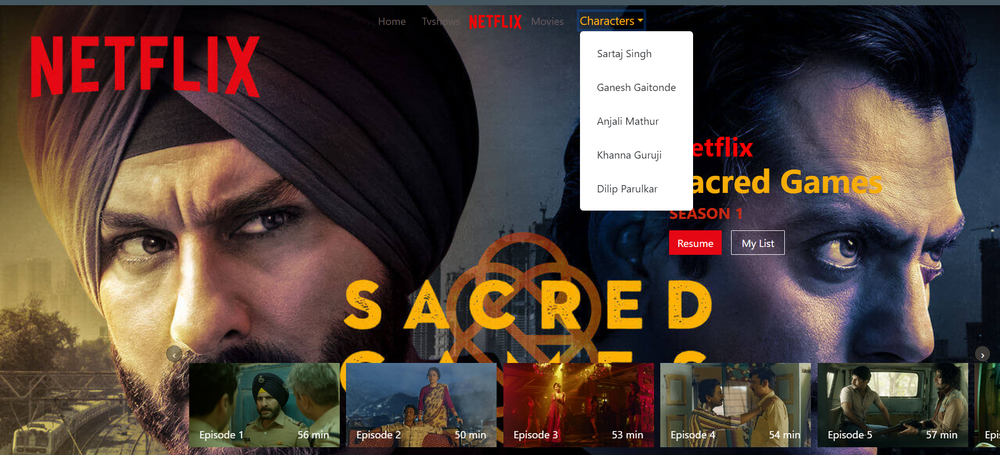 Home Tvshows NETFLIX Movies Characters
NETFLIX
Sartaj Singh
Ganesh Gaitonde
Anjali Mathur
Khanna Guruji
Dilip Parulkar
etflix
acred Games
SEASON 1
Resume My List
SACRED
GAMES
‹ ›
Episode 1 56 min
Episode 2 50 min
Episode 3 53 min
Episode 4 54 min
Episode 5 57 min
Epi